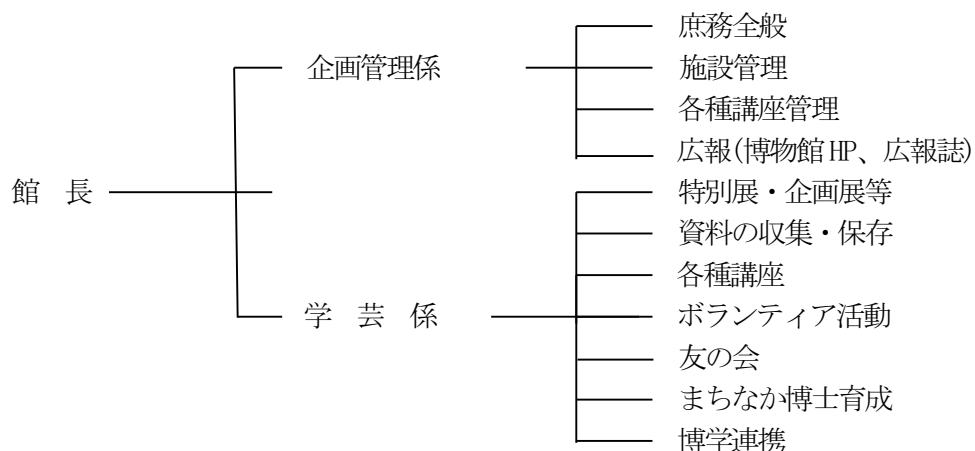 庶務全般
企画管理係
施設管理
各種講座管理
広報(博物館HP、広報誌)
館 長
特別展・企画展等
資料の収集・保存
各種講座
学 芸 係
ボランティア活動
友の会
まちなか博士育成
博学連携